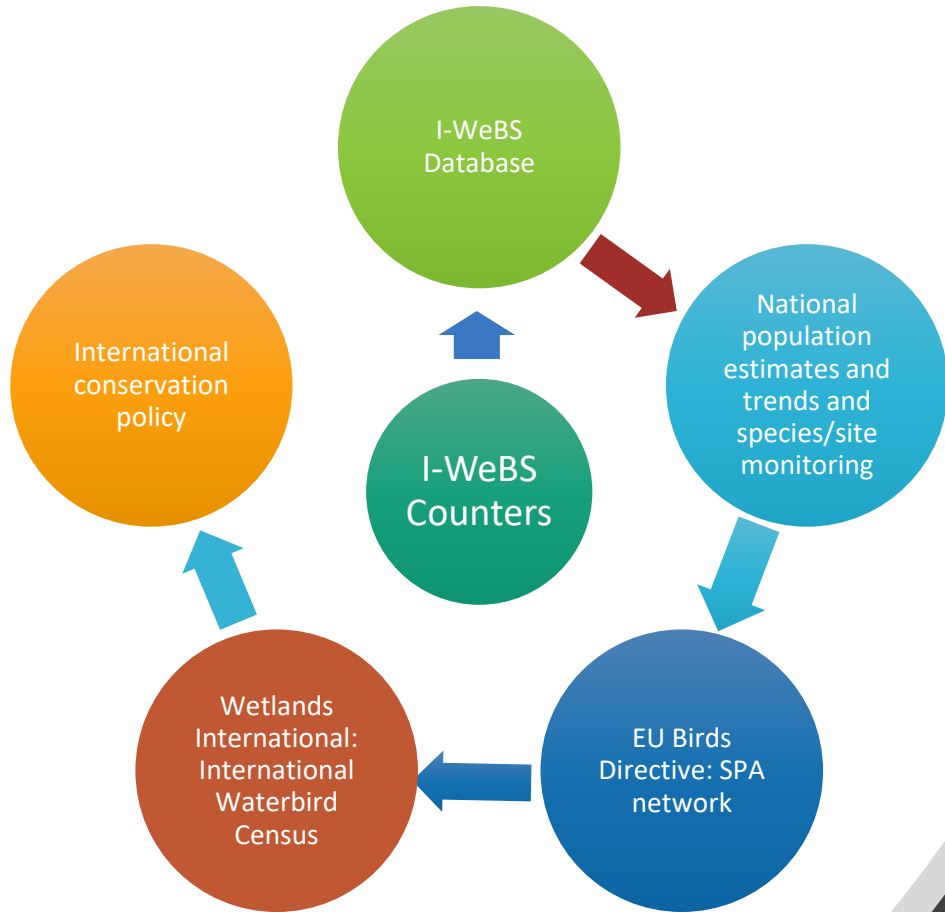 I-WeBS
Database
National
population
estimates and
trends and
species/site
monitoring
EU Birds
Directive: SPA
network
Wetlands
International:
International
Waterbird
Census
International
conservation
policy
I-WeBS
Counters